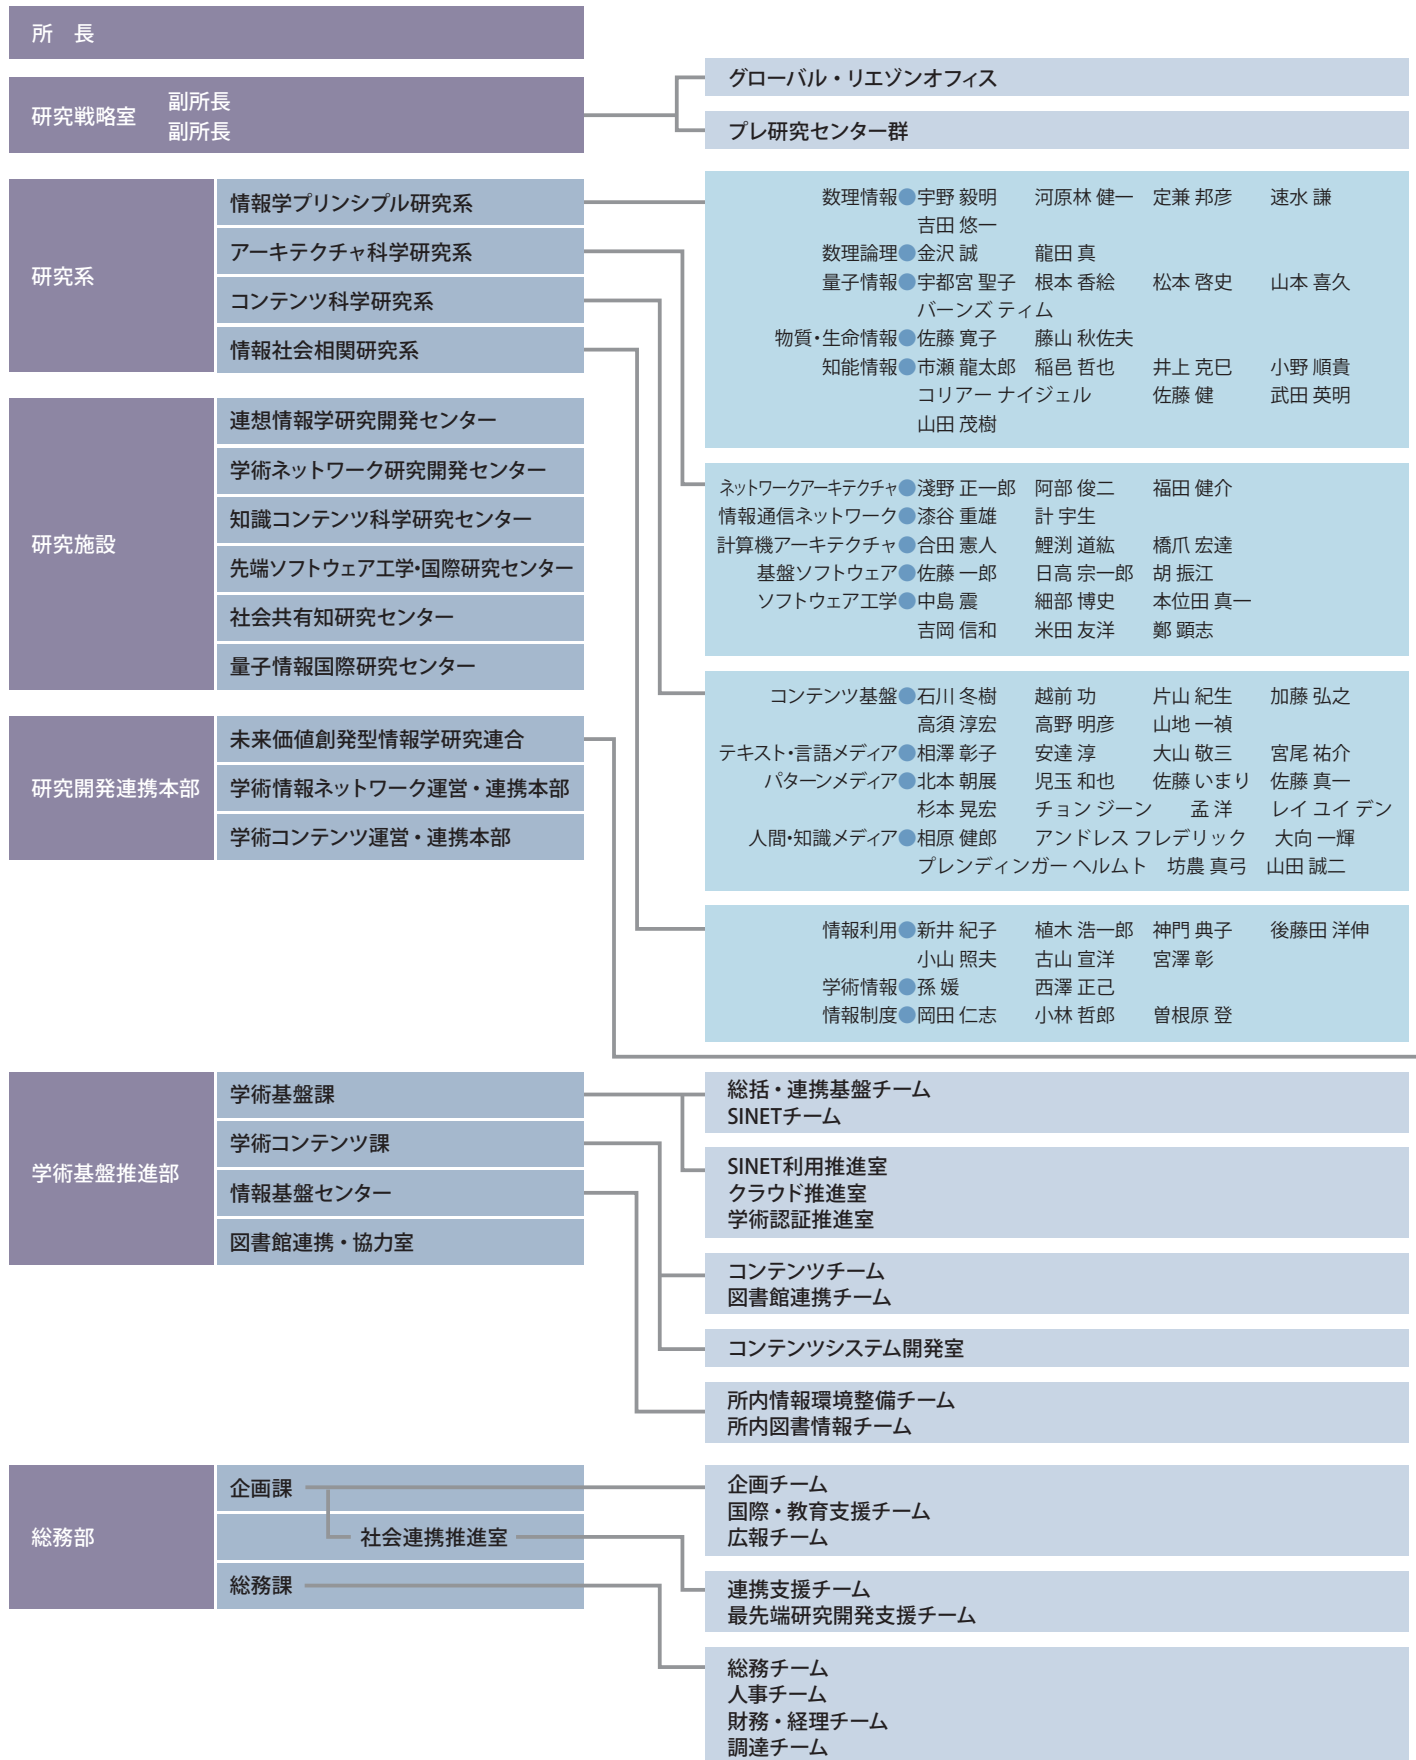 所　長
研究戦略室
副所長
副所長
グローバル・リエゾンオフィス
プレ研究センター群
研究系
情報学プリンシプル研究系
アーキテクチャ科学研究系
コンテンツ科学研究系
情報社会相関研究系
数理情報●宇野 毅明　河原林 健一　定兼 邦彦　速水 謙
吉田 悠一
数理論理●金沢 誠　龍田 真
量子情報●宇都宮 聖子　根本 香絵　松本 啓史　山本 喜久
バーンズ ティム
物質・生命情報●佐藤 寛子　藤山 秋佐夫
知能情報●市瀬 龍太郎　稲邑 哲也　井上 克巳　小野 順貴
コリアー ナイジェル　佐藤 健　武田 英明
山田 茂樹
研究施設
連想情報学研究開発センター
学術ネットワーク研究開発センター
知識コンテンツ科学研究センター
先端ソフトウェア工学・国際研究センター
社会共有知研究センター
量子情報国際研究センター
ネットワークアーキテクチャ●淺野 正一郎　阿部 俊二　福田 健介
情報通信ネットワーク●漆谷 重雄　計 宇生
計算機アーキテクチャ●合田 憲人　鯉渕 道紘　橋爪 宏達
基盤ソフトウェア●佐藤 一郎　日高 宗一郎　胡 振江
ソフトウェア工学●中島 震　細部 博史　本位田 真一
吉岡 信和　米田 友洋　鄭 顕志
研究開発連携本部
未来価値創発型情報学研究連合
学術情報ネットワーク運営・連携本部
学術コンテンツ運営・連携本部
コンテンツ基盤●石川 冬樹　越前 功　片山 紀生　加藤 弘之
高須 淳宏　高野 明彦　山地 一禎
テキスト・言語メディア●相澤 彰子　安達 淳　大山 敬三　宮尾 祐介
パターンメディア●北本 朝展　児玉 和也　佐藤 いまり　佐藤 真一
杉本 晃宏　チョン ジーン　孟 洋　レイ ユイ デン
人間・知識メディア●相原 健郎　アンドレス フレデリック　大向 一輝
プレンディンガー ヘルムト　坊農 真弓　山田 誠二
情報利用●新井 紀子　植木 浩一郎　神門 典子　後藤田 洋伸
小山 照夫　古山 宣洋　宮澤 彰
学術情報●孫 媛　西澤 正己
情報制度●岡田 仁志　小林 哲郎　曽根原 登
学術基盤推進部
学術基盤課
学術コンテンツ課
情報基盤センター
図書館連携・協力室
総括・連携基盤チーム
SINETチーム
SINET利用推進室
クラウド推進室
学術認証推進室
コンテンツチーム
図書館連携チーム
コンテンツシステム開発室
所内情報環境整備チーム
所内図書情報チーム
総務部
企画課
社会連携推進室
総務課
企画チーム
国際・教育支援チーム
広報チーム
連携支援チーム
最先端研究開発支援チーム
総務チーム
人事チーム
財務・経理チーム
調達チーム